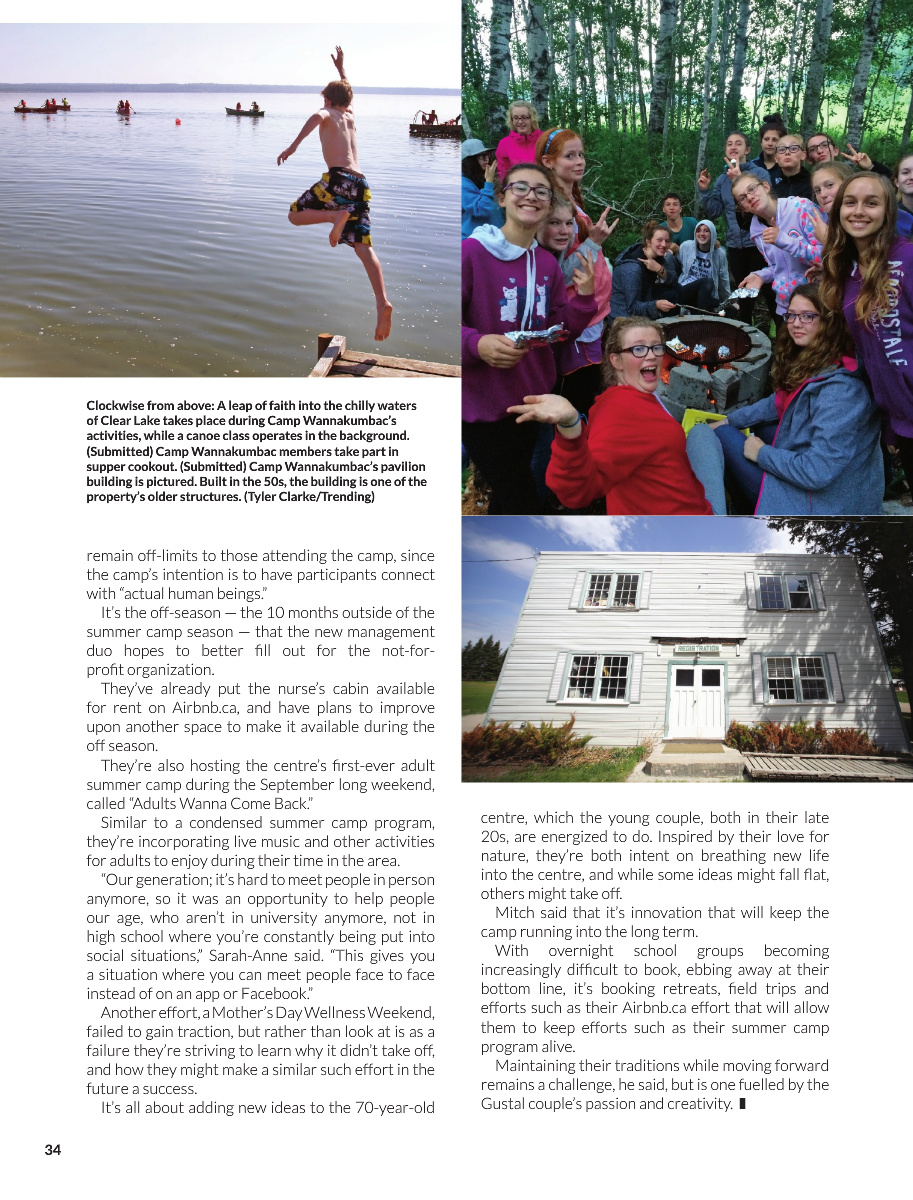 Clockwise from above: A leap of faith into the chilly waters
of Clear Lake takes place during Camp Wannakumbac’s
activities, while a canoe class operates in the background.
(Submitted) Camp Wannakumbac members take part in
supper cookout. (Submitted) Camp Wannakumbac’s pavilion
building is pictured. Built in the 50s, the building is one of the
property’s older structures. (Tyler Clarke/Trending)
remain off-limits to those attending the camp, since
the camp’s intention is to have participants connect
with “actual human beings.”
It’s the off-season — the 10 months outside of the
summer camp season — that the new management
duo hopes to better fill out for the not-for-
profit organization.
They’ve already put the nurse’s cabin available
for rent on Airbnb.ca, and have plans to improve
upon another space to make it available during the
off season.
They’re also hosting the centre’s first-ever adult
summer camp during the September long weekend,
called “Adults Wanna Come Back.”
Similar to a condensed summer camp program,
they’re incorporating live music and other activities
for adults to enjoy during their time in the area.
“Our generation; it’s hard to meet people in person
anymore, so it was an opportunity to help people
our age, who aren’t in university anymore, not in
high school where you’re constantly being put into
social situations,” Sarah-Anne said. “This gives you
a situation where you can meet people face to face
instead of on an app or Facebook.”
Another effort, a Mother’s Day Wellness Weekend,
failed to gain traction, but rather than look at is as a
failure they’re striving to learn why it didn’t take off,
and how they might make a similar such effort in the
future a success.
It’s all about adding new ideas to the 70-year-old
REGISTRATION
centre, which the young couple, both in their late
20s, are energized to do. Inspired by their love for
nature, they’re both intent on breathing new life
into the centre, and while some ideas might fall flat,
others might take off.
Mitch said that it’s innovation that will keep the
camp running into the long term.
With overnight school groups becoming
increasingly difficult to book, ebbing away at their
bottom line, it’s booking retreats, field trips and
efforts such as their Airbnb.ca effort that will allow
them to keep efforts such as their summer camp
program alive.
Maintaining their traditions while moving forward
remains a challenge, he said, but is one fuelled by the
Gustal couple’s passion and creativity.
34